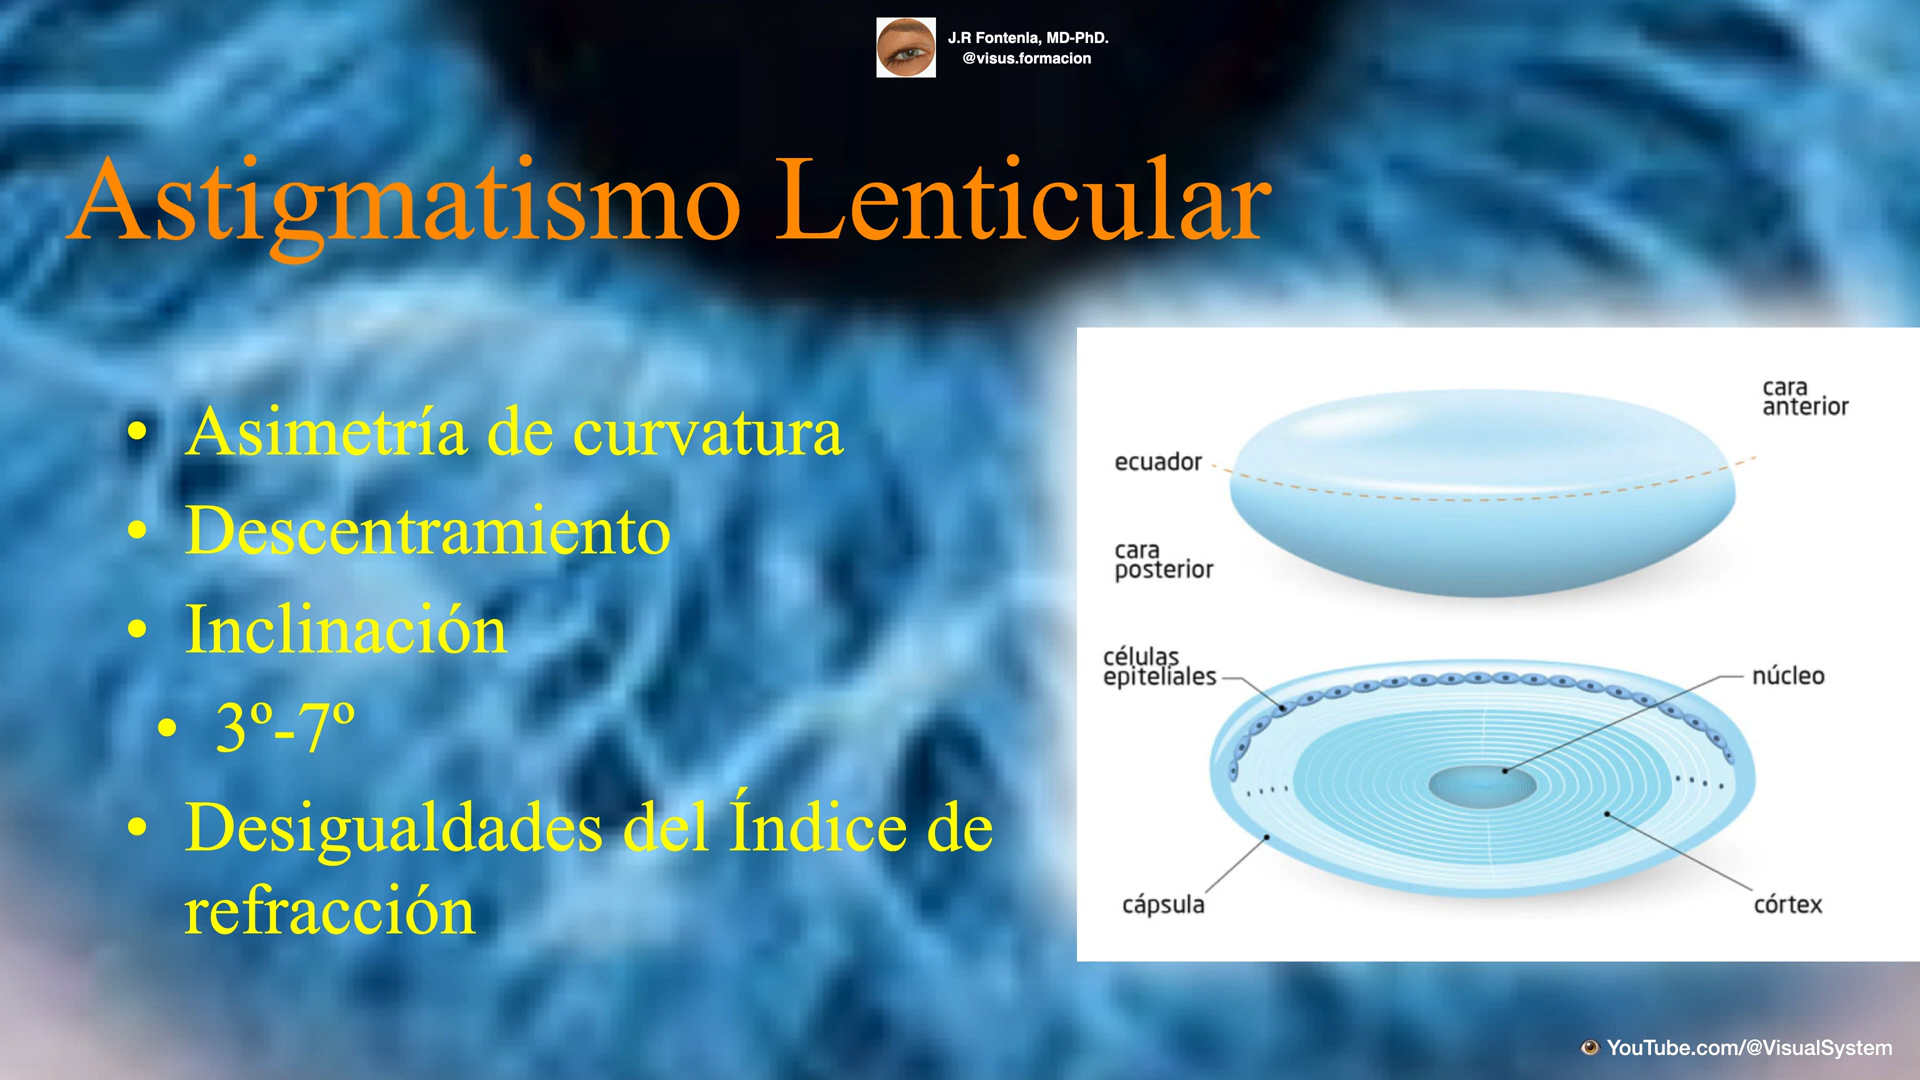 J.R Fontenla, MD-PhD.
@visus.formacion
Astigmatismo Lenticular
• Asimetría de curvatura
• Descentramiento
• Inclinación
• 3º-7º
• Desigualdades del Índice de
refracción
cara
anterior
ecuador
cara
posterior
células
epiteliales
núcleo
cápsula
córtex
YouTube.com/@VisualSystem